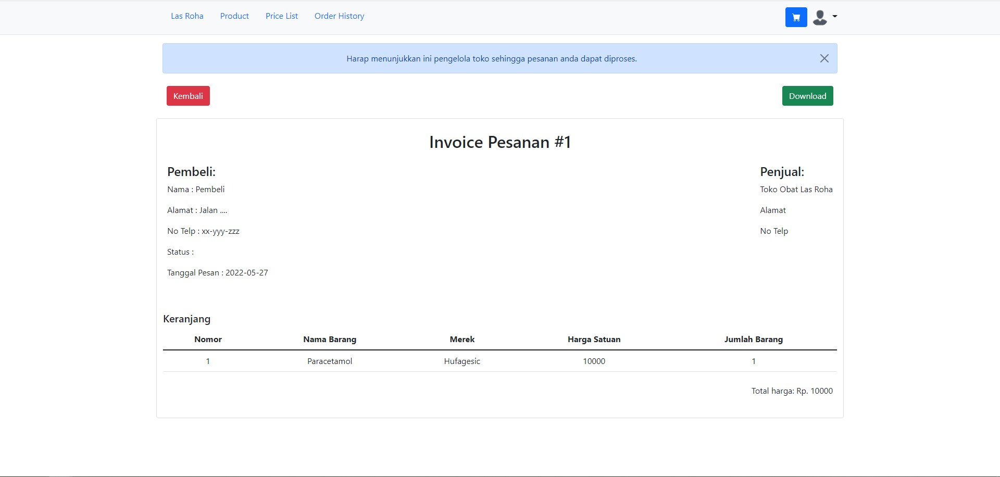 Las Roha Product Price List Order History
Harap menunjukkan ini pengelola toko sehingga pesanan anda dapat diproses.
Kembali
Download
Invoice Pesanan #1
Pembeli:
Nama : Pembeli
Alamat : Jalan ....
No Telp : xx-yyy-zzz
Status :
Tanggal Pesan : 2022-05-27
Penjual:
Toko Obat Las Roha
Alamat
No Telp
Keranjang
Nomor Nama Barang Merek Harga Satuan Jumlah Barang
1 Paracetamol Hufagesic 10000 1
Total harga: Rp. 10000